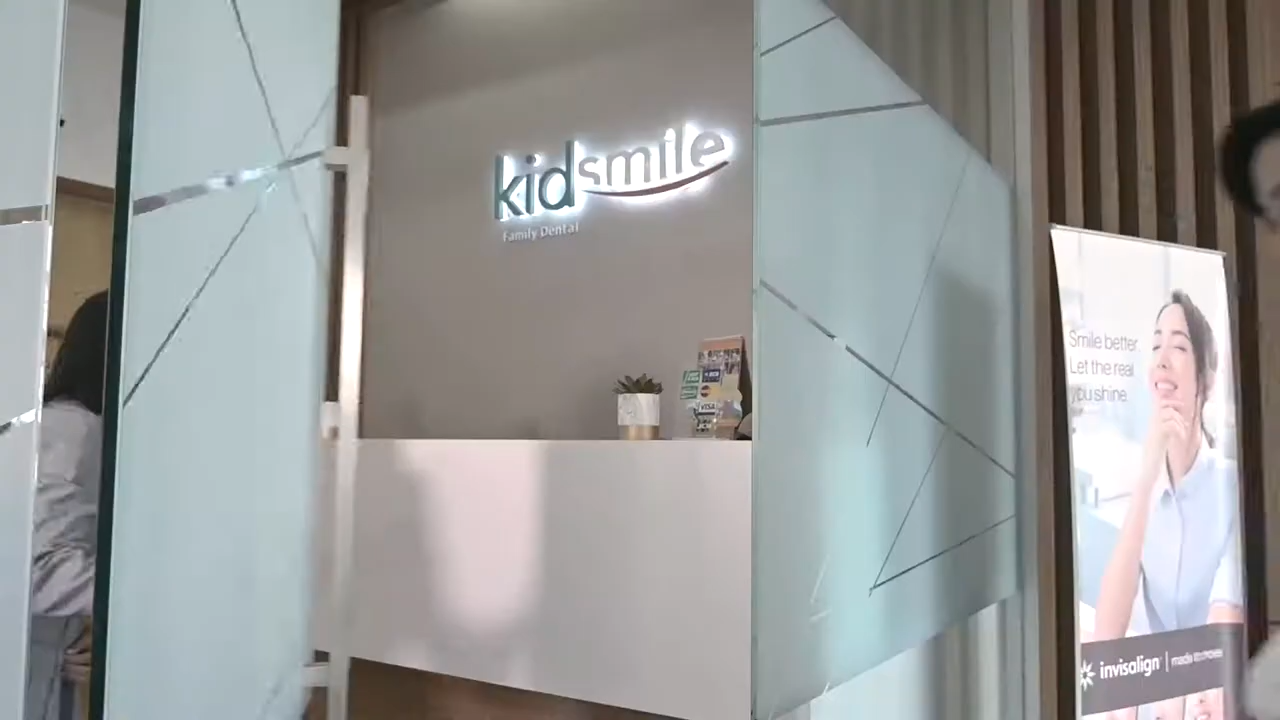 kidsmile
Family Dental
VISA
Smile better.
Let the real
you shine.
invisalign | made to move